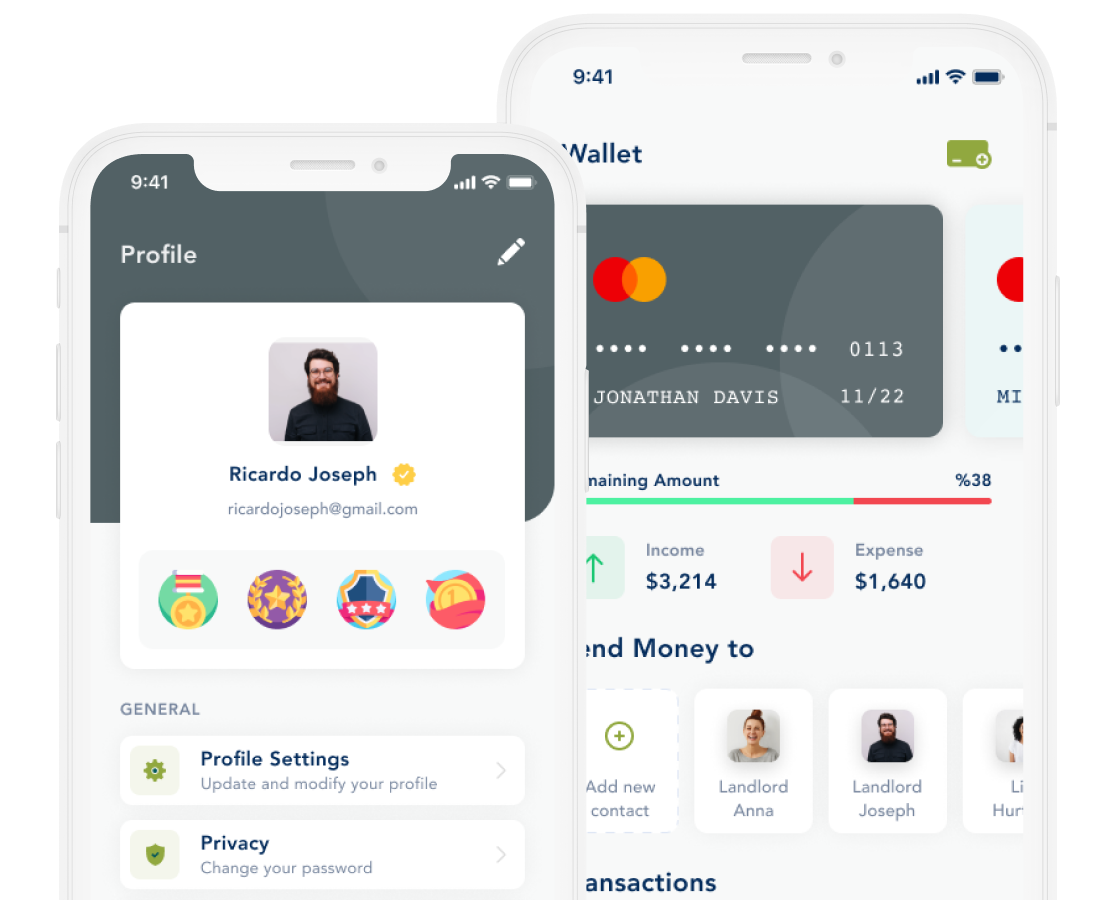 9:41
Profile
Ricardo Joseph
ricardojoseph@gmail.com
1
GENERAL
Profile Settings
Update and modify your profile
Privacy
Change your password
9:41
Wallet
•••• •••• •••• 0113
JONATHAN DAVIS 11/22
••
MI
maining Amount %38
Income
$3,214
Expense
$1,640
end Money to
Add new
contact
Landlord
Anna
Landlord
Joseph
Li
Hur
ansactions